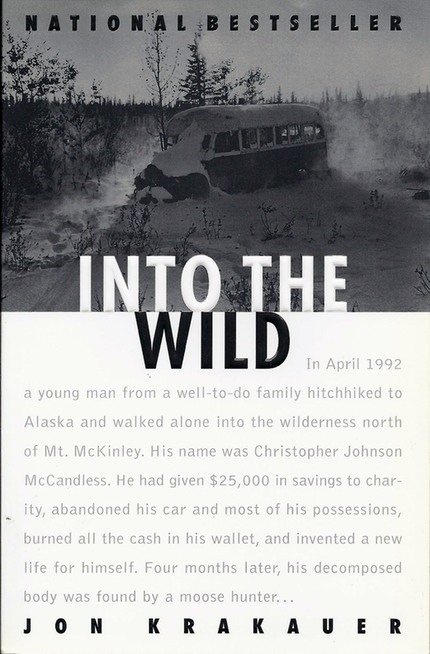 NATIONAL BESTSELLER
INTO THE
WILD
In April 1992
a young man from a well-to-do family hitchhiked to
Alaska and walked alone into the wilderness north
of Mt. McKinley. His name was Christopher Johnson
McCandless. He had given $25,000 in savings to char-
ity, abandoned his car and most of his possessions,
burned all the cash in his wallet, and invented a new
life for himself. Four months later, his decomposed
body was found by a moose hunter...
JON KRAKAUER